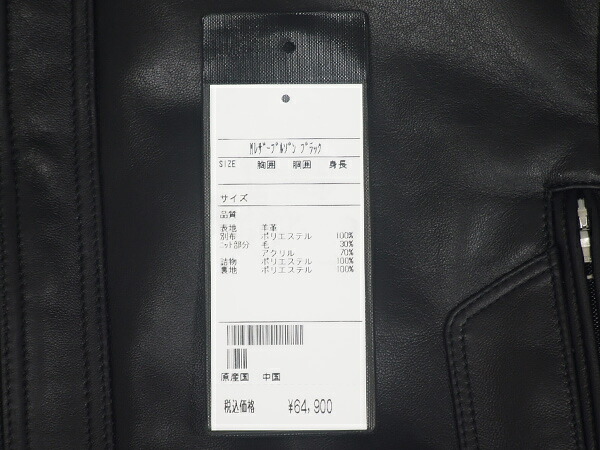 Mﾚｻﾞｰﾌﾞﾙｿﾞﾝ ブラック
SIZE 胸囲 胴囲 身長
サイズ
品質
表地 羊革
別布 ポリエステル 100%
ﾆｯﾄ部分 毛 30%
アクリル 70%
詰物 ポリエステル 100%
裏地 ポリエステル 100%
原産国 中国
税込価格 ¥64,900